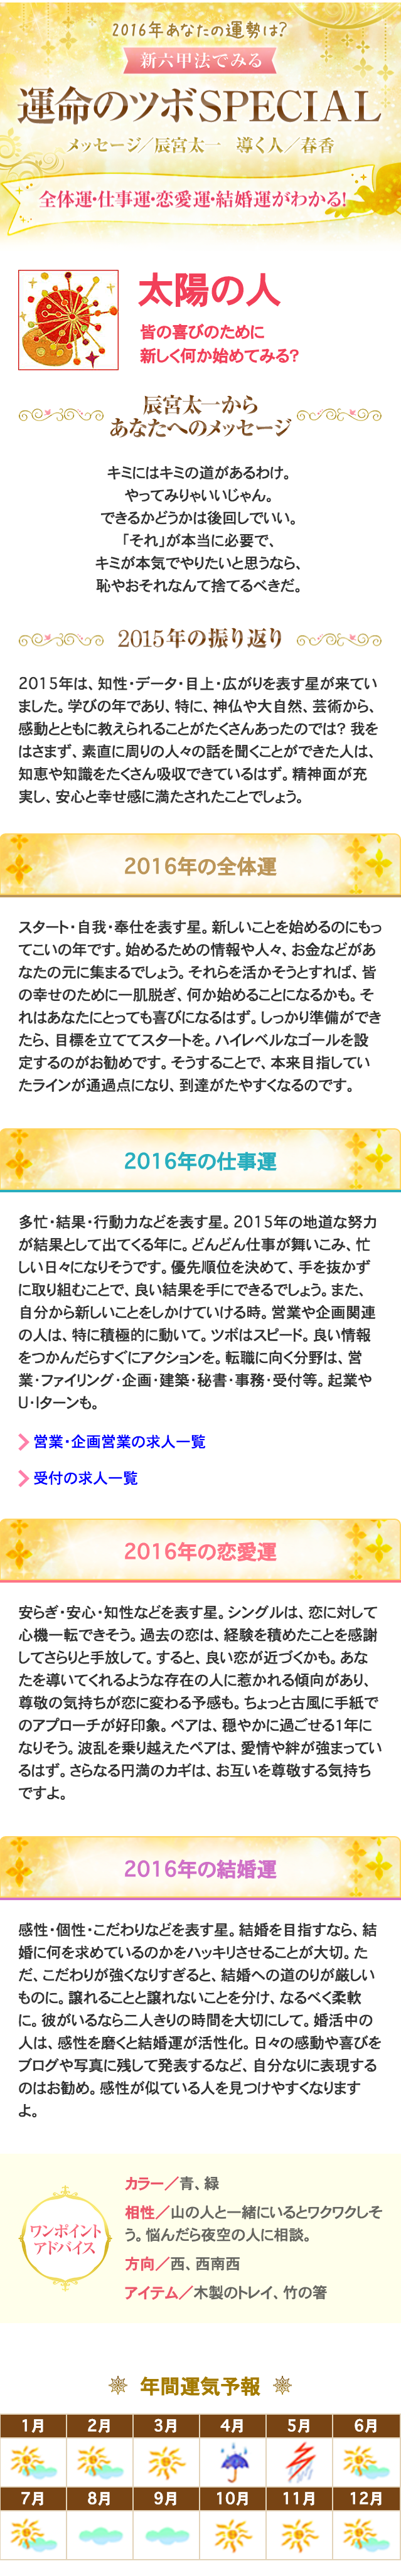 2016年あなたの運勢は?
新六甲法でみる
運命のツボSPECIAL
メッセージ／辰宮太一　導く人／春香
全体運・仕事運・恋愛運・結婚運がわかる!
太陽の人
皆の喜びのために
新しく何か始めてみる?
辰宮太一から
あなたへのメッセージ
キミにはキミの道があるわけ。
やってみりゃいいじゃん。
できるかどうかは後回しでいい。
「それ」が本当に必要で、
キミが本気でやりたいと思うなら、
恥やおそれなんて捨てるべきだ。
2015年の振り返り
2015年は、知性・データ・目上・広がりを表す星が来てい
ました。学びの年であり、特に、神仏や大自然、芸術から、
感動とともに教えられることがたくさんあったのでは? 我を
はさまず、素直に周りの人々の話を聞くことができた人は、
知恵や知識をたくさん吸収できているはず。精神面が充
実し、安心と幸せ感に満たされたことでしょう。
2016年の全体運
スタート・自我・奉仕を表す星。新しいことを始めるのにもっ
てこいの年です。始めるための情報や人々、お金などがあ
なたの元に集まるでしょう。それらを活かそうとすれば、皆
の幸せのために一肌脱ぎ、何か始めることになるかも。そ
れはあなたにとっても喜びになるはず。しっかり準備ができ
たら、目標を立ててスタートを。ハイレベルなゴールを設
定するのがお勧めです。そうすることで、本来目指してい
たラインが通過点になり、到達がたやすくなるのです。
2016年の仕事運
多忙・結果・行動力などを表す星。2015年の地道な努力
が結果として出てくる年に。どんどん仕事が舞いこみ、忙
しい日々になりそうです。優先順位を決めて、手を抜かず
に取り組むことで、良い結果を手にできるでしょう。また、
自分から新しいことをしかけていける時。営業や企画関連
の人は、特に積極的に動いて。ツボはスピード。良い情報
をつかんだらすぐにアクションを。転職に向く分野は、営
業・ファイリング・企画・建築・秘書・事務・受付等。起業や
U・Iターンも。
営業・企画営業の求人一覧
受付の求人一覧
2016年の恋愛運
安らぎ・安心・知性などを表す星。シングルは、恋に対して
心機一転できそう。過去の恋は、経験を積めたことを感謝
してさらりと手放して。すると、良い恋が近づくかも。あな
たを導いてくれるような存在の人に惹かれる傾向があり、
尊敬の気持ちが恋に変わる予感も。ちょっと古風に手紙で
のアプローチが好印象。ペアは、穏やかに過ごせる1年に
なりそう。波乱を乗り越えたペアは、愛情や絆が強まってい
るはず。さらなる円満のカギは、お互いを尊敬する気持ち
ですよ。
2016年の結婚運
感性・個性・こだわりなどを表す星。結婚を目指すなら、結
婚に何を求めているのかをハッキリさせることが大切。た
だ、こだわりが強くなりすぎると、結婚への道のりが厳しい
ものに。譲れることと譲れないことを分け、なるべく柔軟
に。彼がいるなら二人きりの時間を大切にして。婚活中の
人は、感性を磨くと結婚運が活性化。日々の感動や喜びを
ブログや写真に残して発表するなど、自分なりに表現する
のはお勧め。感性が似ている人を見つけやすくなります
よ。
ワンポイント
アドバイス
カラー／青、緑
相性／山の人と一緒にいるとワクワクしそ
う。悩んだら夜空の人に相談。
方向／西、西南西
アイテム／木製のトレイ、竹の箸
年間運気予報
1月 2月 3月 4月 5月 6月
7月 8月 9月 10月 11月 12月